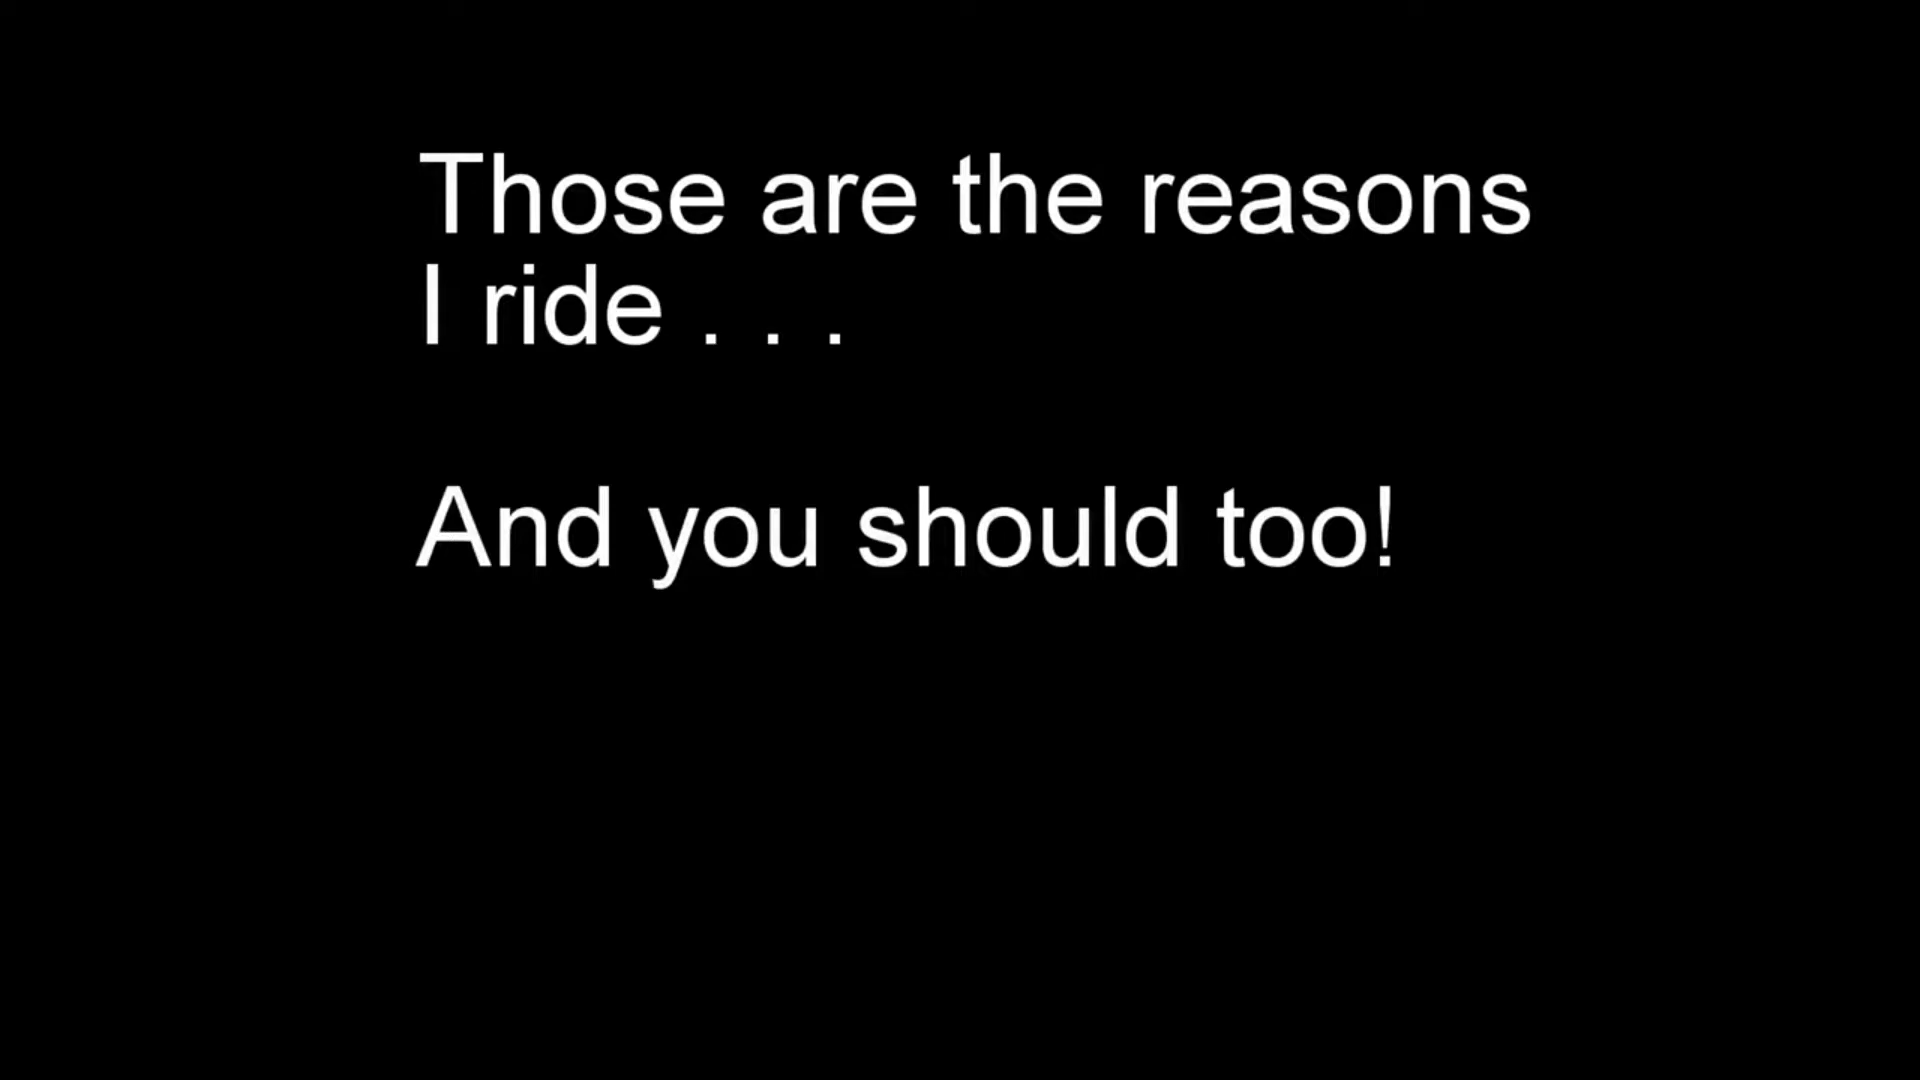 Those are the reasons
I ride . . .
And you should too!